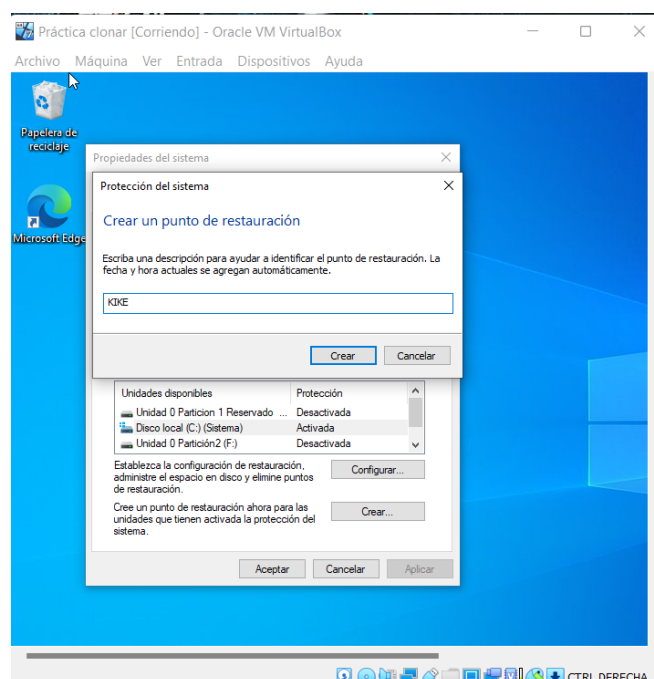 Práctica clonar [Corriendo] - Oracle VM VirtualBox
Archivo Máquina Ver Entrada Dispositivos Ayuda
Papelera de
reciclaje
Microsoft Edge
Propiedades del sistema
Protección del sistema
Crear un punto de restauración
Escriba una descripción para ayudar a identificar el punto de restauración. La
fecha y hora actuales se agregan automáticamente.
KIKE
Crear Cancelar
Unidades disponibles Protección
Unidad 0 Particion 1 Reservado ... Desactivada
Disco local (C:) (Sistema) Activada
Unidad 0 Partición2 (F:) Desactivada
Establezca la configuración de restauración,
administre el espacio en disco y elimine puntos
de restauración.
Configurar...
Cree un punto de restauración ahora para las
unidades que tienen activada la protección del
sistema.
Crear...
Aceptar Cancelar Aplicar
CTRL DERECHA